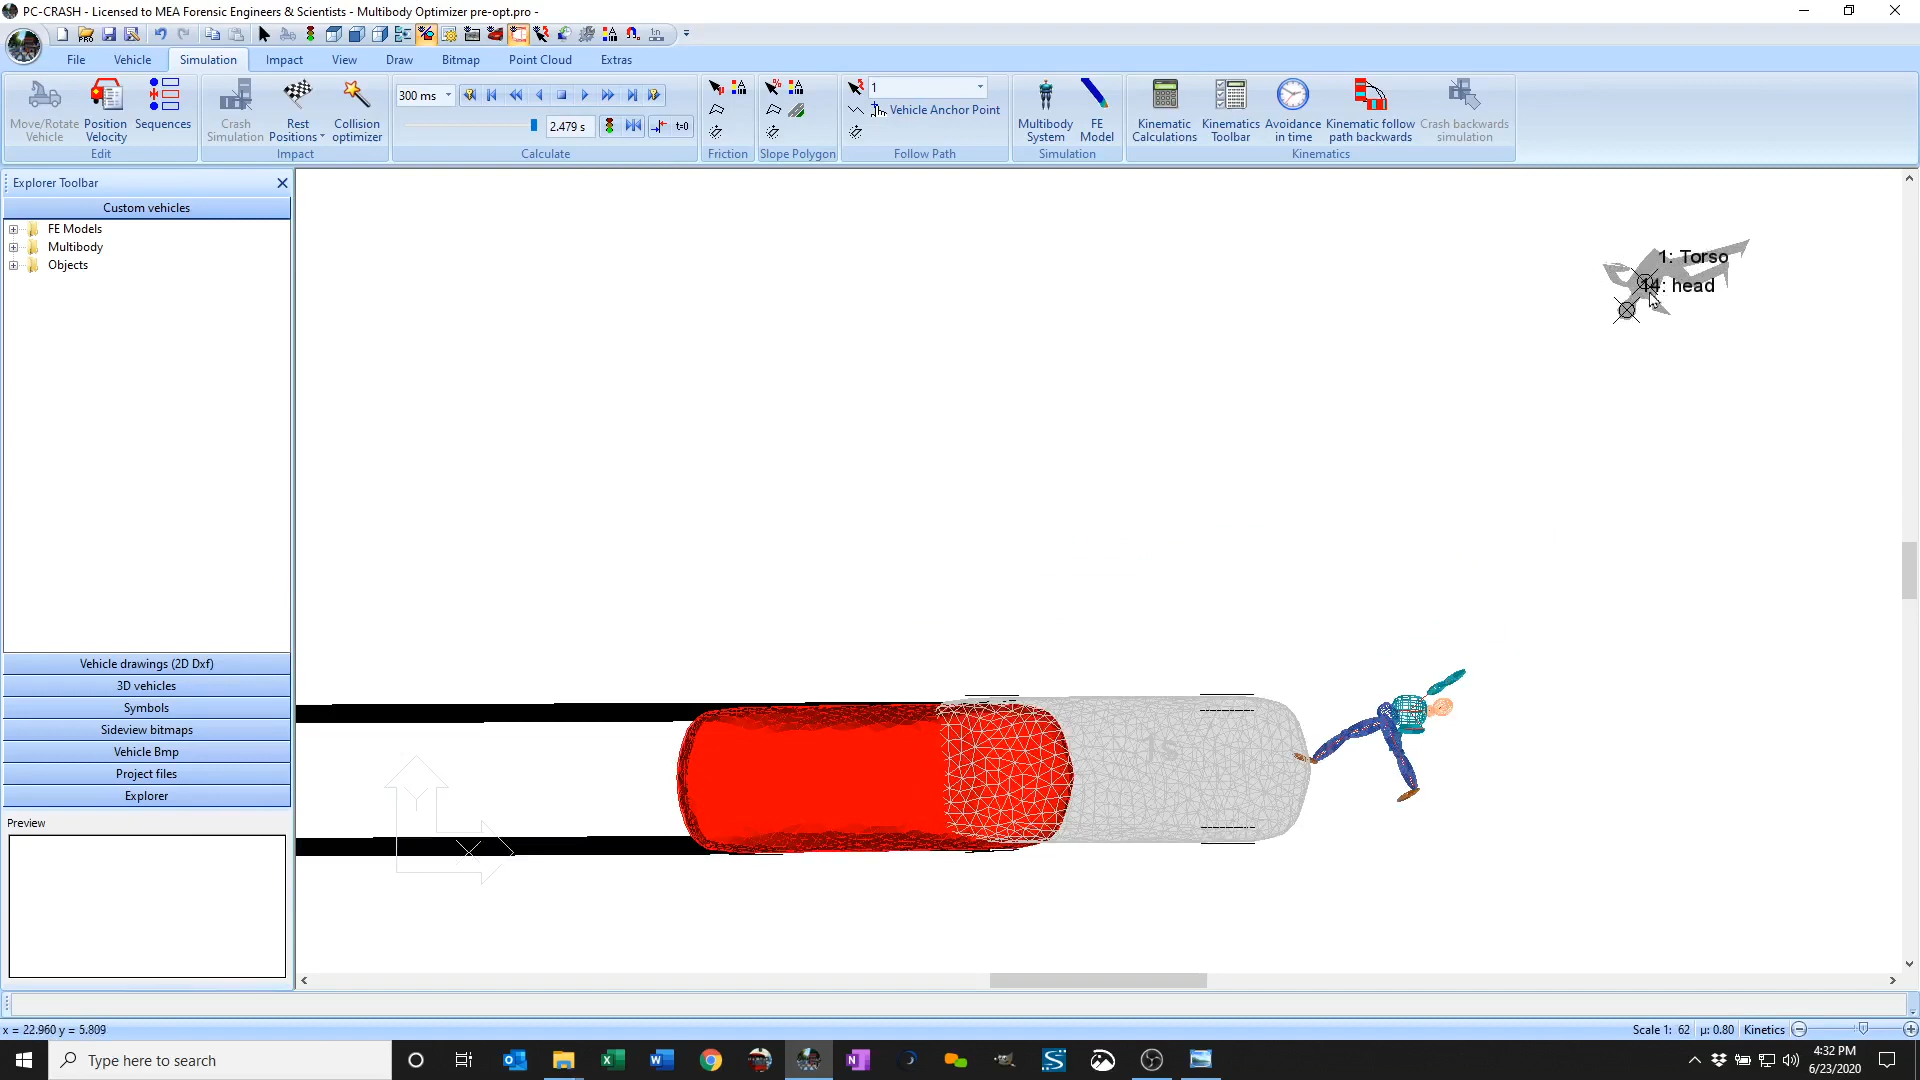 PC-CRASH - Licensed to MEA Forensic Engineers & Scientists - Multibody Optimizer pre-opt.pro -
File Vehicle Simulation Impact View Draw Bitmap Point Cloud Extras
Move/Rotate Vehicle
Position Velocity
Sequences
Edit
Crash Simulation
Rest Positions
Collision optimizer
Impact
300 ms
2.479 s
t=0
Calculate
Friction
Slope Polygon
1
Vehicle Anchor Point
Follow Path
Multibody System
FE Model
Simulation
Kinematic Calculations
Kinematics Toolbar
Avoidance in time
Kinematic follow path backwards
Crash backwards simulation
Kinematics
Explorer Toolbar
Custom vehicles
FE Models
Multibody
Objects
Vehicle drawings (2D Dxf)
3D vehicles
Symbols
Sideview bitmaps
Vehicle Bmp
Project files
Explorer
Preview
1: Torso
14: head
Y
X
x = 22.960 y = 5.809
Scale 1: 62 µ: 0.80 Kinetics
Type here to search
4:32 PM
6/23/2020